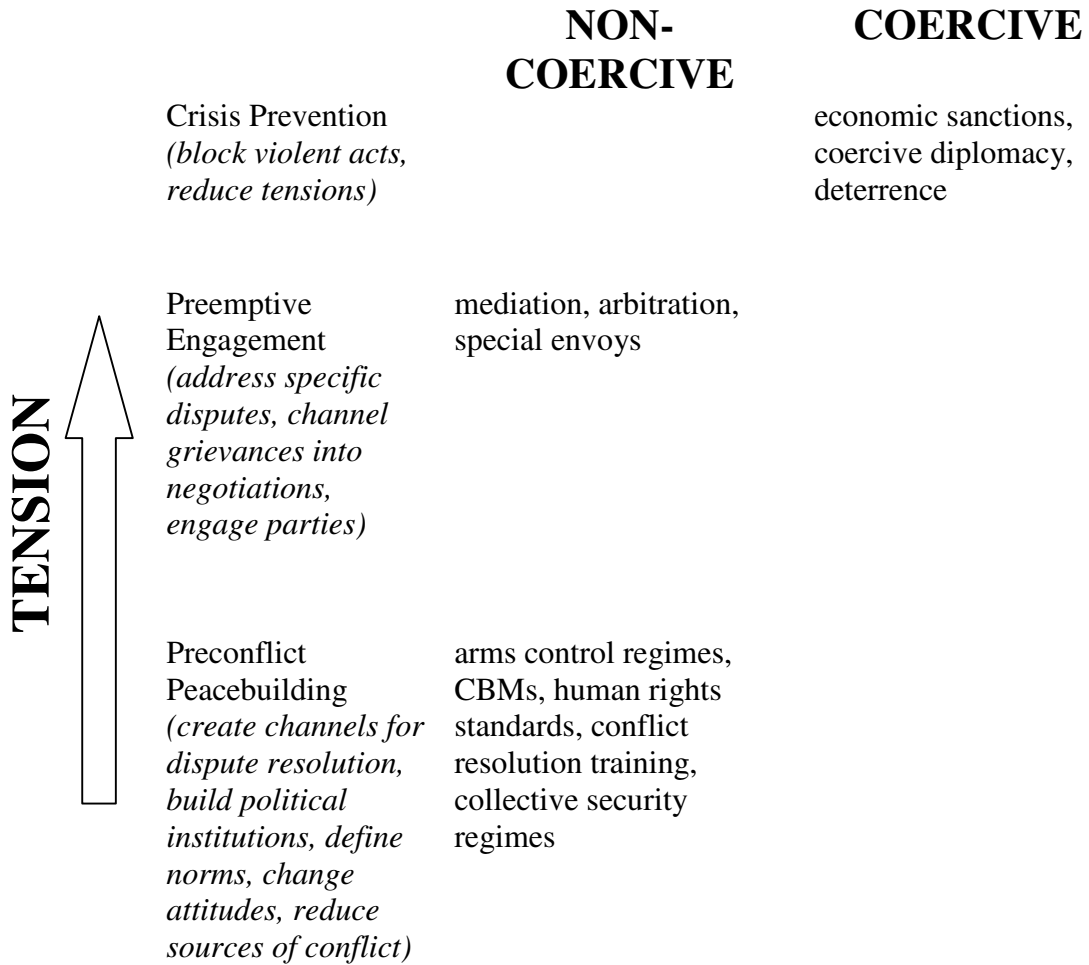 NON-
COERCIVE
COERCIVE
Crisis Prevention
(block violent acts,
reduce tensions)
economic sanctions,
coercive diplomacy,
deterrence
TENSION
Preemptive
Engagement
(address specific
disputes, channel
grievances into
negotiations,
engage parties)
mediation, arbitration,
special envoys
Preconflict
Peacebuilding
(create channels for
dispute resolution,
build political
institutions, define
norms, change
attitudes, reduce
sources of conflict)
arms control regimes,
CBMs, human rights
standards, conflict
resolution training,
collective security
regimes